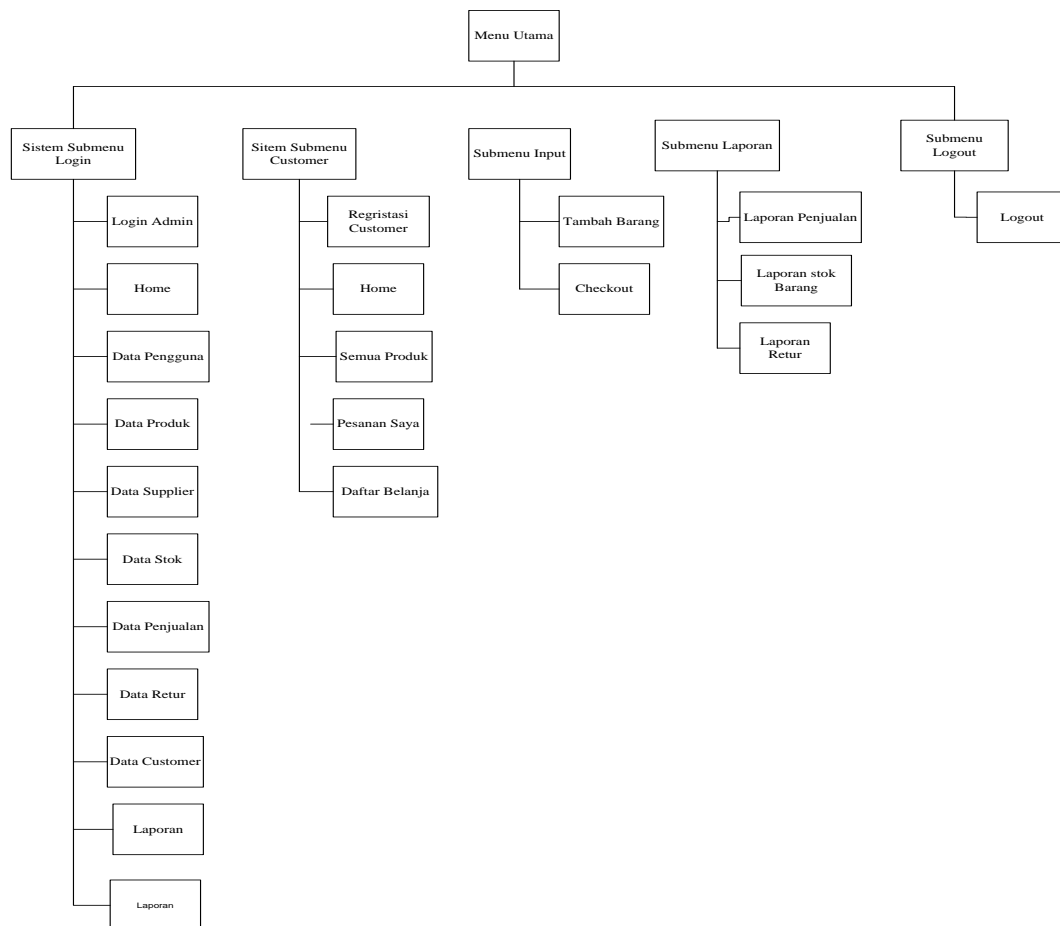 Menu Utama
Sistem Submenu
Login
Sitem Submenu
Customer
Submenu Input
Submenu Laporan
Submenu
Logout
Login Admin
Home
Data Pengguna
Data Produk
Data Supplier
Data Stok
Data Penjualan
Data Retur
Data Customer
Laporan
Laporan
Regristasi
Customer
Home
Semua Produk
Pesanan Saya
Daftar Belanja
Tambah Barang
Checkout
Laporan Penjualan
Laporan stok
Barang
Laporan
Retur
Logout